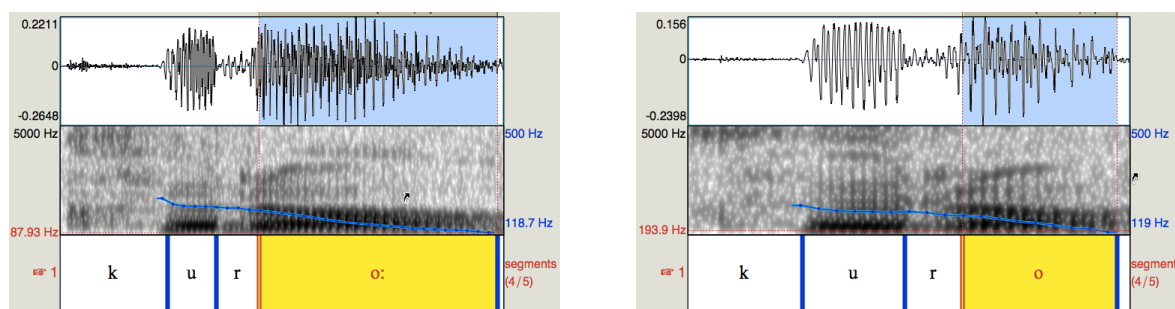 0.2211
0
-0.2648
5000 Hz
500 Hz
118.7 Hz
87.93 Hz
☞ 1
k u r o:
segments
(4/5)
0.156
0
-0.2398
5000 Hz
500 Hz
119 Hz
193.9 Hz
☞ 1
k u r o
segments
(4/5)